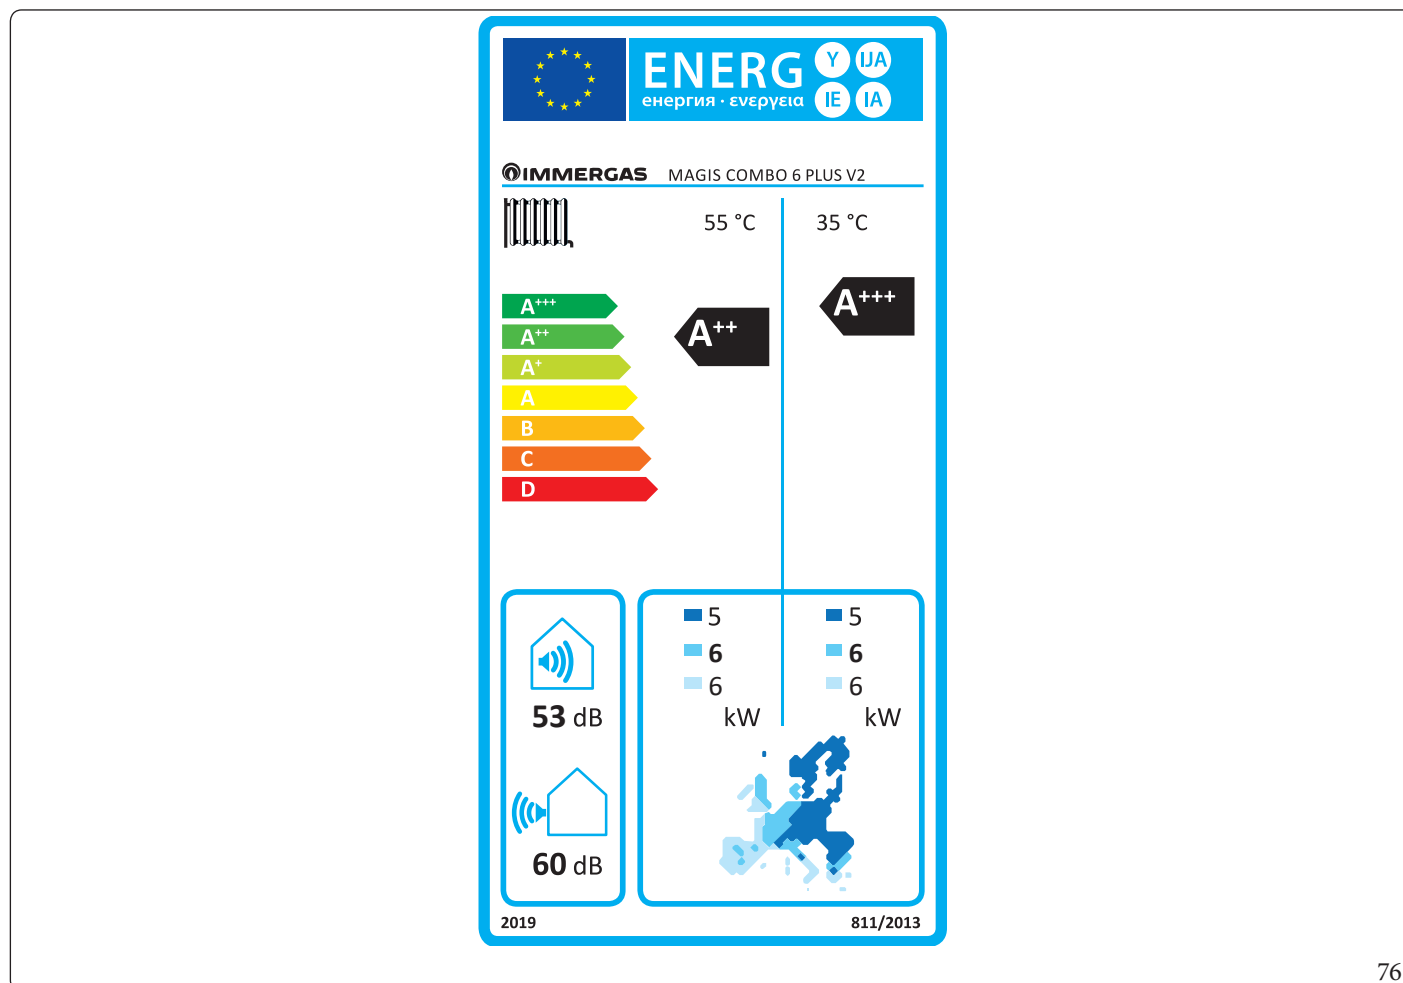 ENERG Y IJA
енергия · ενεργεια IE IA
IMMERGAS MAGIS COMBO 6 PLUS V2
55 °C 35 °C
A+++
A+++
A++
A++
A+
A
B
C
D
5 5
6 6
6 6
kW kW
53 dB
60 dB
2019 811/2013
76